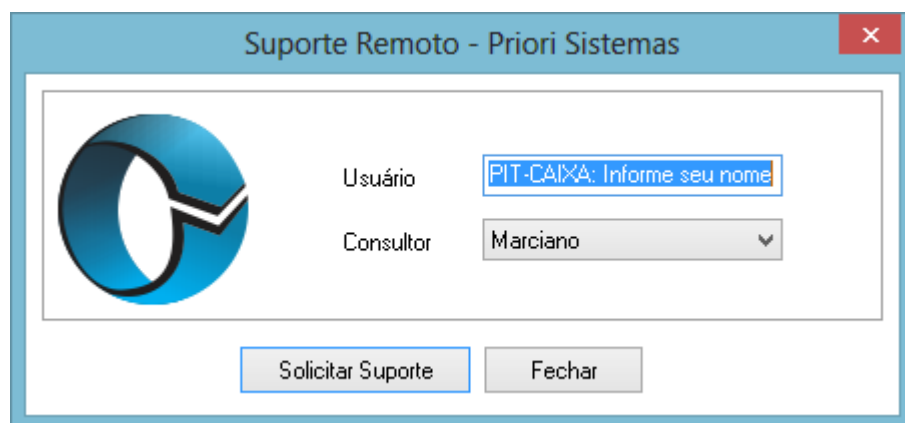 Suporte Remoto - Priori Sistemas
Usuário PIT-CAIXA: Informe seu nome
Consultor Marciano
Solicitar Suporte Fechar